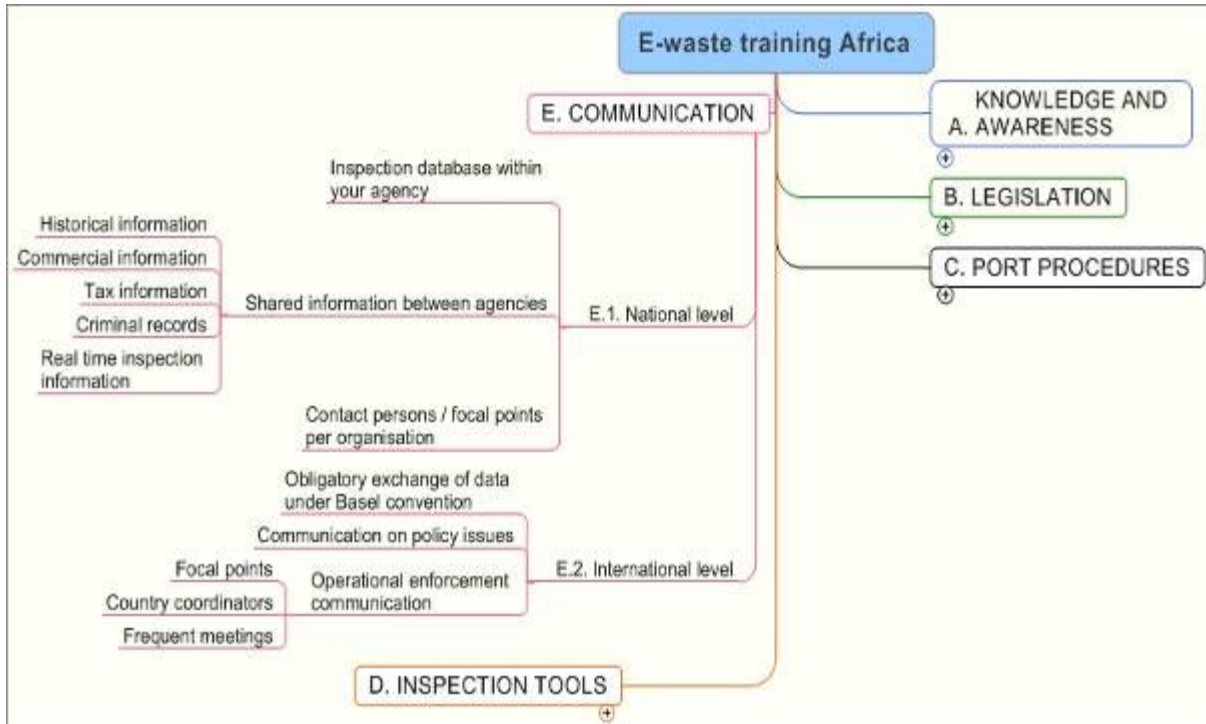 E-waste training Africa
KNOWLEDGE AND
A. AWARENESS
B. LEGISLATION
C. PORT PROCEDURES
E. COMMUNICATION
E.1. National level
Inspection database within
your agency
Shared information between agencies
Historical information
Commercial information
Tax information
Criminal records
Real time inspection
information
Contact persons / focal points
per organisation
E.2. International level
Obligatory exchange of data
under Basel convention
Communication on policy issues
Operational enforcement
communication
Focal points
Country coordinators
Frequent meetings
D. INSPECTION TOOLS